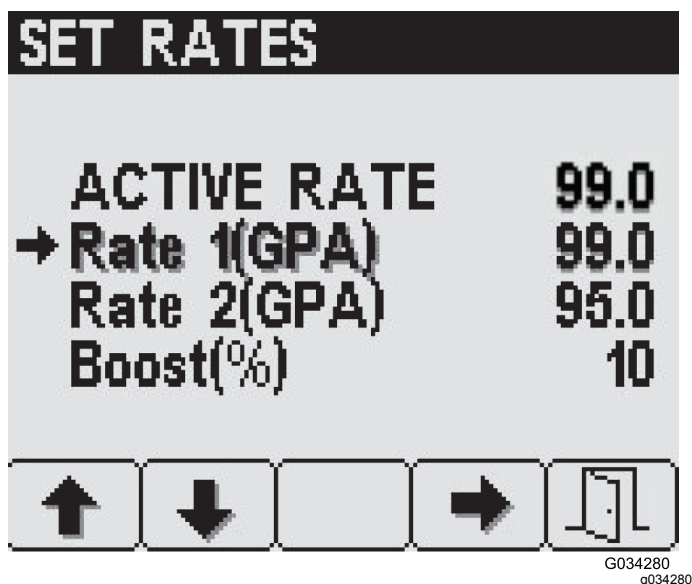 SET RATES
ACTIVE RATE 99.0
Rate 1(GPA) 99.0
Rate 2(GPA) 95.0
Boost(%) 10
G034280
g034280